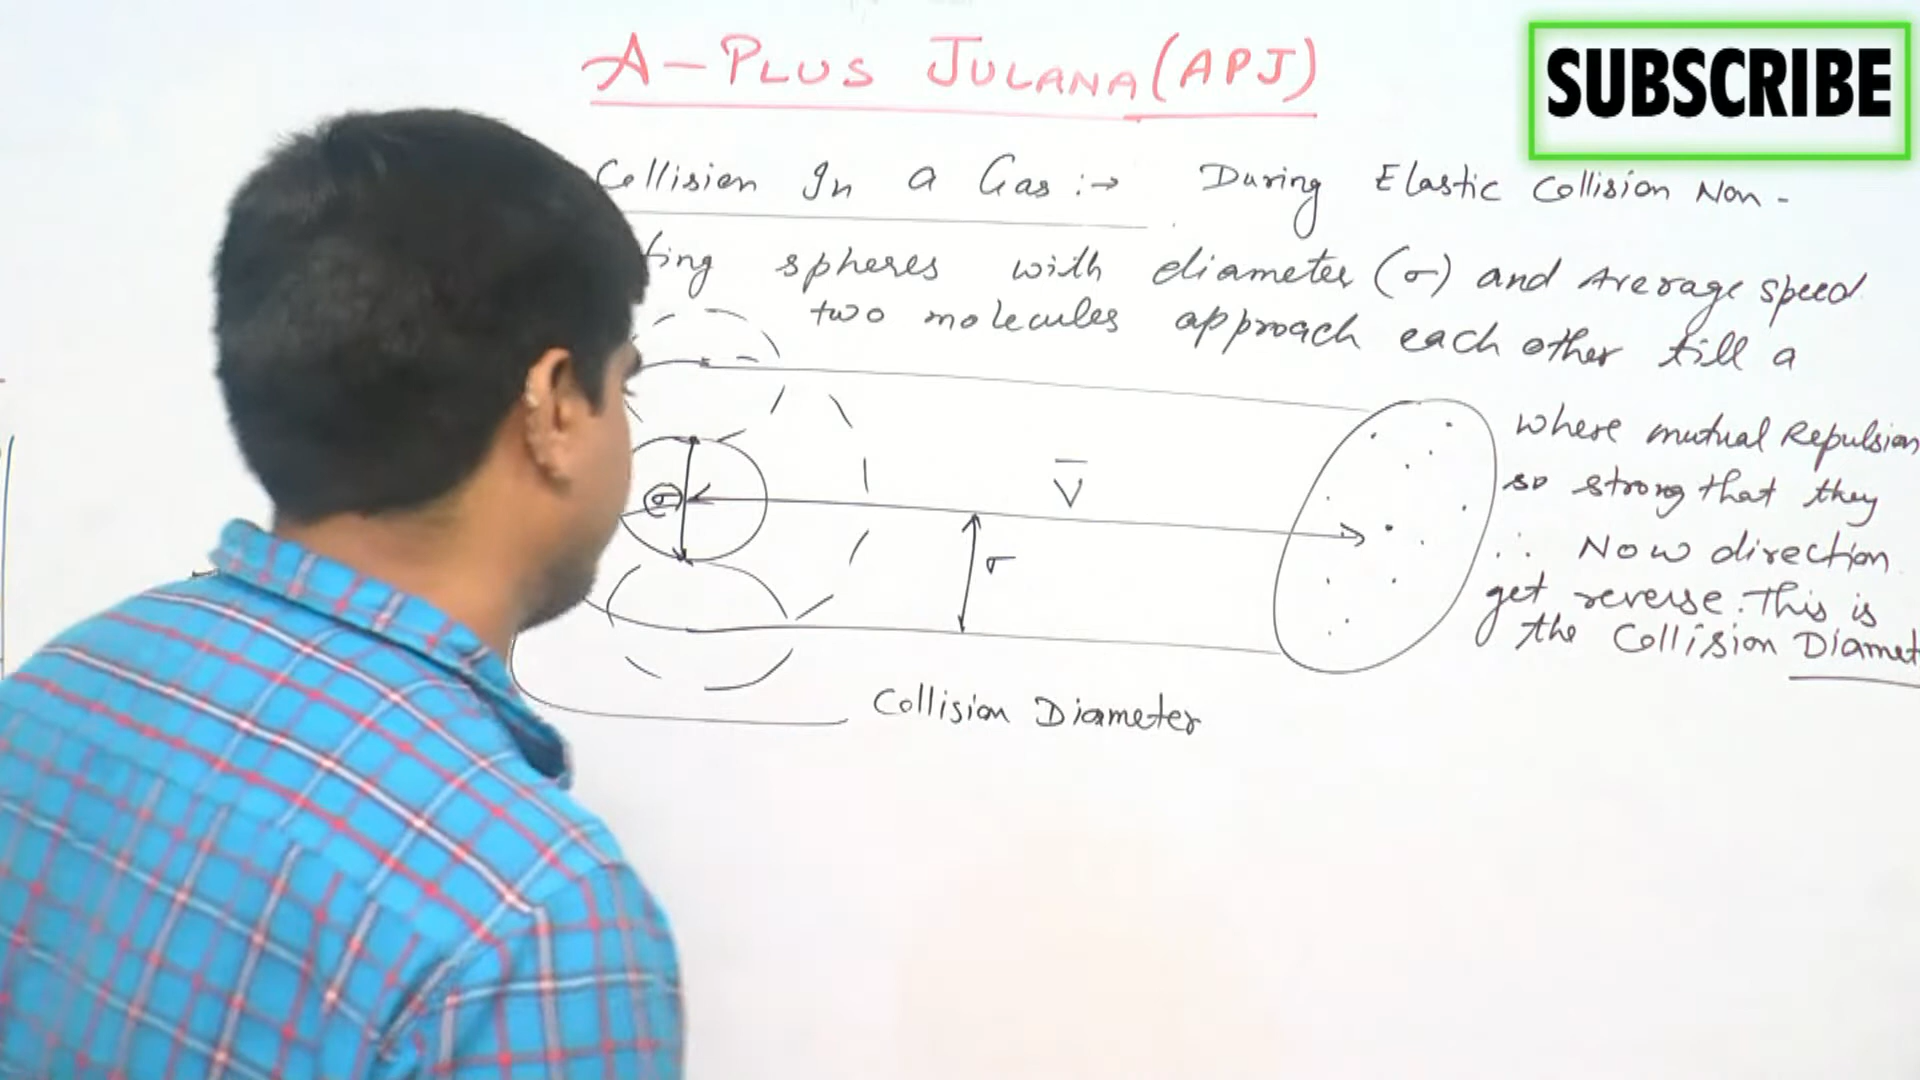 A-PLUS JULANA (APJ)
SUBSCRIBE
Collision In a Gas :→ During Elastic Collision Non-
spheres with diameter (σ) and average speed
two molecules approach each other till a
where mutual Repulsion
so strong that they
∴ Now direction
get reverse. This is
the Collision
σ
V̅
σ
Collision Diameter